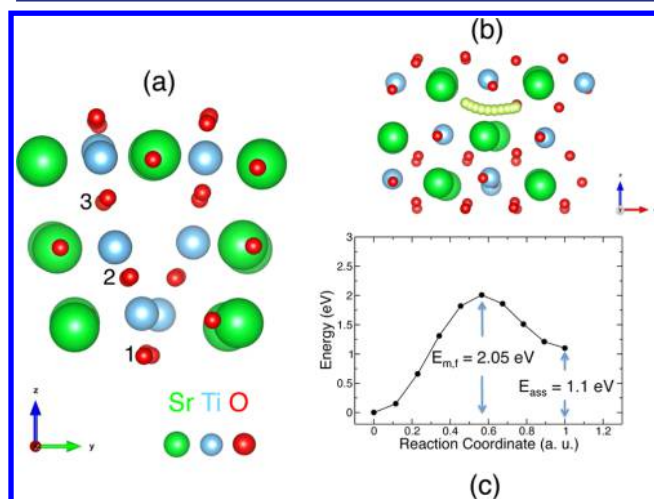 (a)
3
2
1
z
y
Sr Ti O
(b)
z
x
3
2.5
2
1.5
1
0.5
0
Energy (eV)
E_m,f = 2.05 eV
E_ass = 1.1 eV
0 0.2 0.4 0.6 0.8 1 1.2
Reaction Coordinate (a. u.)
(c)